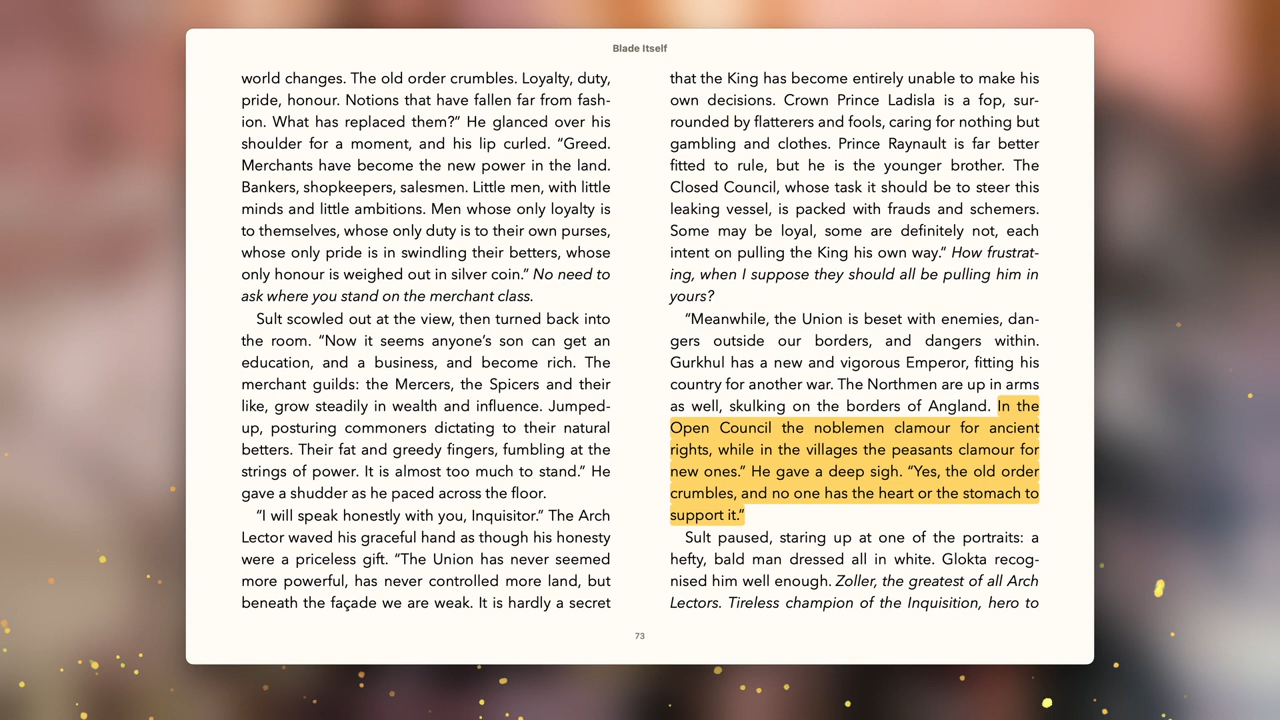 Blade Itself
world changes. The old order crumbles. Loyalty, duty,
pride, honour. Notions that have fallen far from fash-
ion. What has replaced them?” He glanced over his
shoulder for a moment, and his lip curled. “Greed.
Merchants have become the new power in the land.
Bankers, shopkeepers, salesmen. Little men, with little
minds and little ambitions. Men whose only loyalty is
to themselves, whose only duty is to their own purses,
whose only pride is in swindling their betters, whose
only honour is weighed out in silver coin.” No need to
ask where you stand on the merchant class.
Sult scowled out at the view, then turned back into
the room. “Now it seems anyone’s son can get an
education, and a business, and become rich. The
merchant guilds: the Mercers, the Spicers and their
like, grow steadily in wealth and influence. Jumped-
up, posturing commoners dictating to their natural
betters. Their fat and greedy fingers, fumbling at the
strings of power. It is almost too much to stand.” He
gave a shudder as he paced across the floor.
“I will speak honestly with you, Inquisitor.” The Arch
Lector waved his graceful hand as though his honesty
were a priceless gift. “The Union has never seemed
more powerful, has never controlled more land, but
beneath the façade we are weak. It is hardly a secret
that the King has become entirely unable to make his
own decisions. Crown Prince Ladisla is a fop, sur-
rounded by flatterers and fools, caring for nothing but
gambling and clothes. Prince Raynault is far better
fitted to rule, but he is the younger brother. The
Closed Council, whose task it should be to steer this
leaking vessel, is packed with frauds and schemers.
Some may be loyal, some are definitely not, each
intent on pulling the King his own way.” How frustrat-
ing, when I suppose they should all be pulling him in
yours?
“Meanwhile, the Union is beset with enemies, dan-
gers outside our borders, and dangers within.
Gurkhul has a new and vigorous Emperor, fitting his
country for another war. The Northmen are up in arms
as well, skulking on the borders of Angland. In the
Open Council the noblemen clamour for ancient
rights, while in the villages the peasants clamour for
new ones.” He gave a deep sigh. “Yes, the old order
crumbles, and no one has the heart or the stomach to
support it.”
Sult paused, staring up at one of the portraits: a
hefty, bald man dressed all in white. Glokta recog-
nised him well enough. Zoller, the greatest of all Arch
Lectors. Tireless champion of the Inquisition, hero to
73